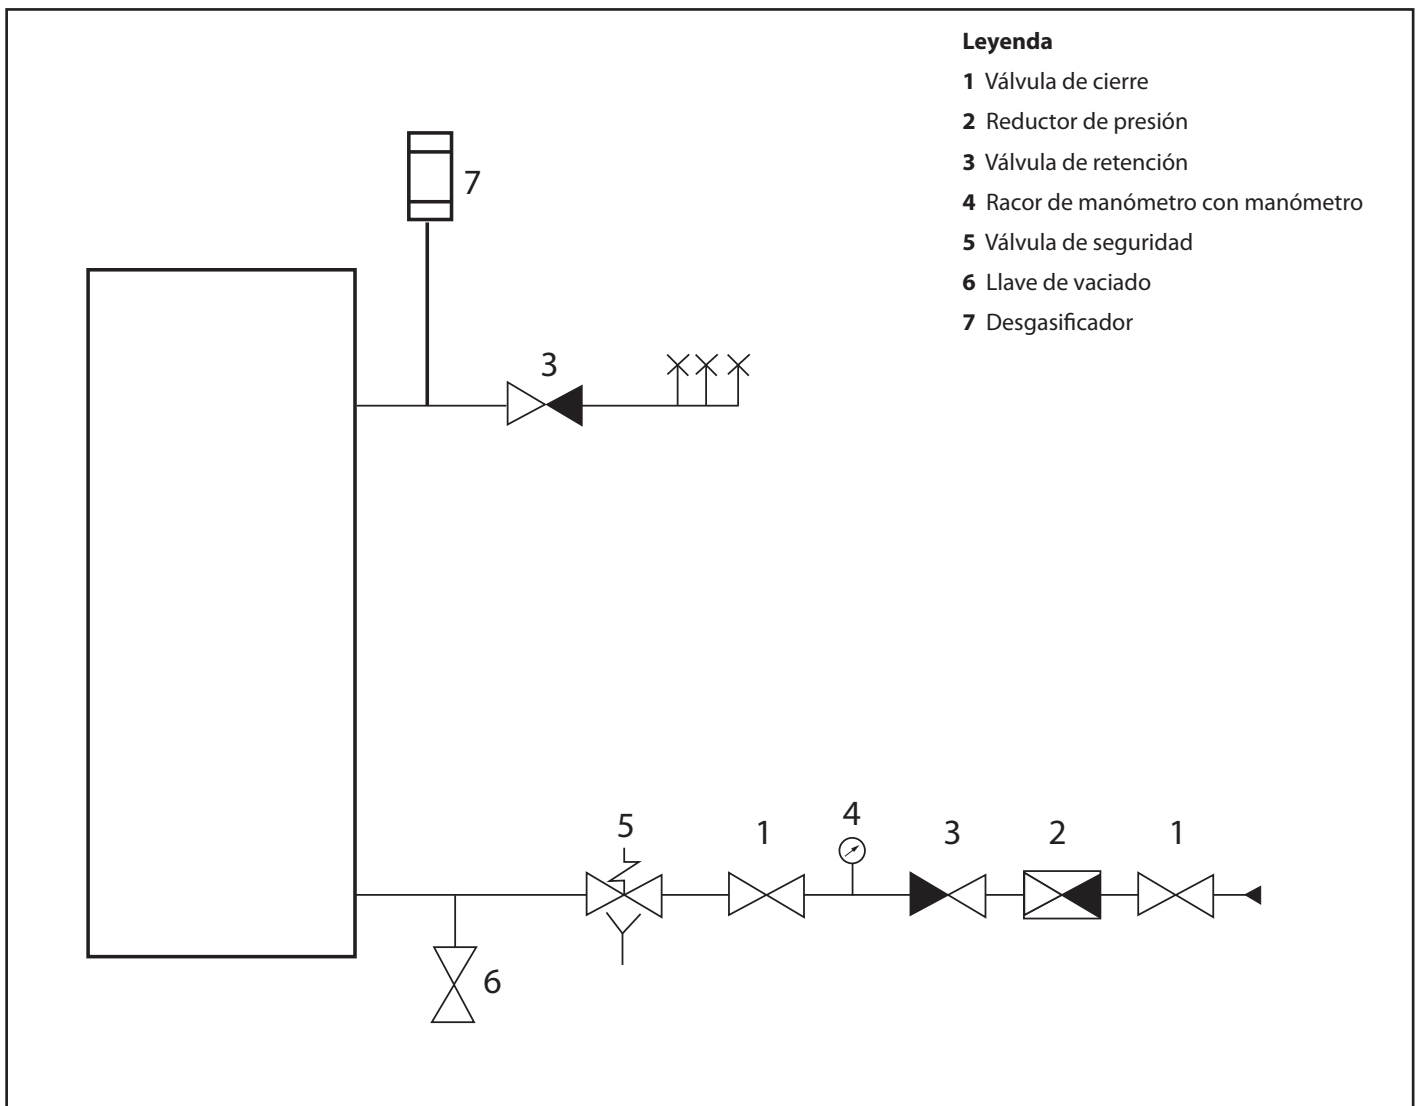 Leyenda
1 Válvula de cierre
2 Reductor de presión
3 Válvula de retención
4 Racor de manómetro con manómetro
5 Válvula de seguridad
6 Llave de vaciado
7 Desgasificador
7
3
5
1
4
3
2
1
6